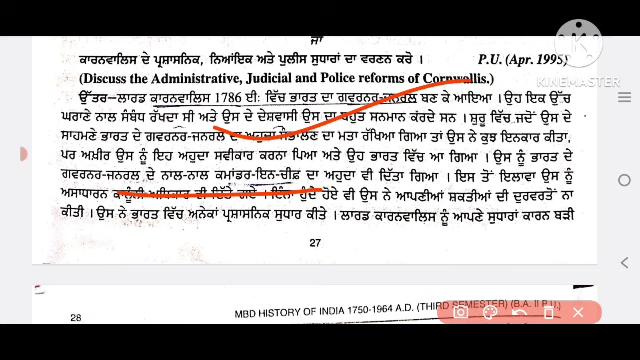 ਜਾਂ
ਕਾਰਨਵਾਲਿਸ ਦੇ ਪ੍ਰਸ਼ਾਸਨਿਕ, ਨਿਆਂਇਕ ਅਤੇ ਪੁਲੀਸ ਸੁਧਾਰਾਂ ਦਾ ਵਰਣਨ ਕਰੋ । P.U. (Apr. 1995)
(Discuss the Administrative, Judicial and Police reforms of Cornwallis.)
ਉੱਤਰ–ਲਾਰਡ ਕਾਰਨਵਾਲਿਸ 1786 ਈ: ਵਿੱਚ ਭਾਰਤ ਦਾ ਗਵਰਨਰ-ਜਨਰਲ ਬਣ ਕੇ ਆਇਆ । ਉਹ ਇਕ ਉੱਚ
ਘਰਾਣੇ ਨਾਲ ਸੰਬੰਧ ਰੱਖਦਾ ਸੀ ਅਤੇ ਉਸ ਦੇ ਦੇਸ਼ਵਾਸੀ ਉਸ ਦਾ ਬਹੁਤ ਸਨਮਾਨ ਕਰਦੇ ਸਨ । ਸ਼ੁਰੂ ਵਿੱਚ ਜਦੋਂ ਉਸ ਦੇ
ਸਾਹਮਣੇ ਭਾਰਤ ਦੇ ਗਵਰਨਰ-ਜਨਰਲ ਦਾ ਅਹੁਦਾ ਸੰਭਾਲਣ ਦਾ ਮਤਾ ਰੱਖਿਆ ਗਿਆ ਤਾਂ ਉਸ ਨੇ ਕੁਝ ਇਨਕਾਰ ਕੀਤਾ,
ਪਰ ਅਖ਼ੀਰ ਉਸ ਨੂੰ ਇਹ ਅਹੁਦਾ ਸਵੀਕਾਰ ਕਰਨਾ ਪਿਆ ਅਤੇ ਉਹ ਭਾਰਤ ਵਿੱਚ ਆ ਗਿਆ । ਉਸ ਨੂੰ ਭਾਰਤ ਦੇ
ਗਵਰਨਰ-ਜਨਰਲ ਦੇ ਨਾਲ-ਨਾਲ ਕਮਾਂਡਰ-ਇਨ-ਚੀਫ਼ ਦਾ ਅਹੁਦਾ ਵੀ ਦਿੱਤਾ ਗਿਆ । ਇਸ ਤੋਂ ਇਲਾਵਾ ਉਸ ਨੂੰ
ਅਸਾਧਾਰਨ ਕਾਨੂੰਨੀ ਅਧਿਕਾਰ ਵੀ ਦਿੱਤੇ ਗਏ । ਇੰਨਾ ਹੁੰਦੇ ਹੋਏ ਵੀ ਉਸ ਨੇ ਆਪਣੀਆਂ ਸ਼ਕਤੀਆਂ ਦੀ ਦੁਰਵਰਤੋਂ ਨਾ
ਕੀਤੀ । ਉਸ ਨੇ ਭਾਰਤ ਵਿੱਚ ਅਨੇਕਾਂ ਪ੍ਰਸ਼ਾਸਨਿਕ ਸੁਧਾਰ ਕੀਤੇ । ਲਾਰਡ ਕਾਰਨਵਾਲਿਸ ਨੂੰ ਆਪਣੇ ਸੁਧਾਰਾਂ ਕਾਰਨ ਬੜੀ
27
28 MBD HISTORY OF INDIA 1750-1964 A.D. (THIRD SEMESTER) (B.A. II P.U.)
KINEMASTER